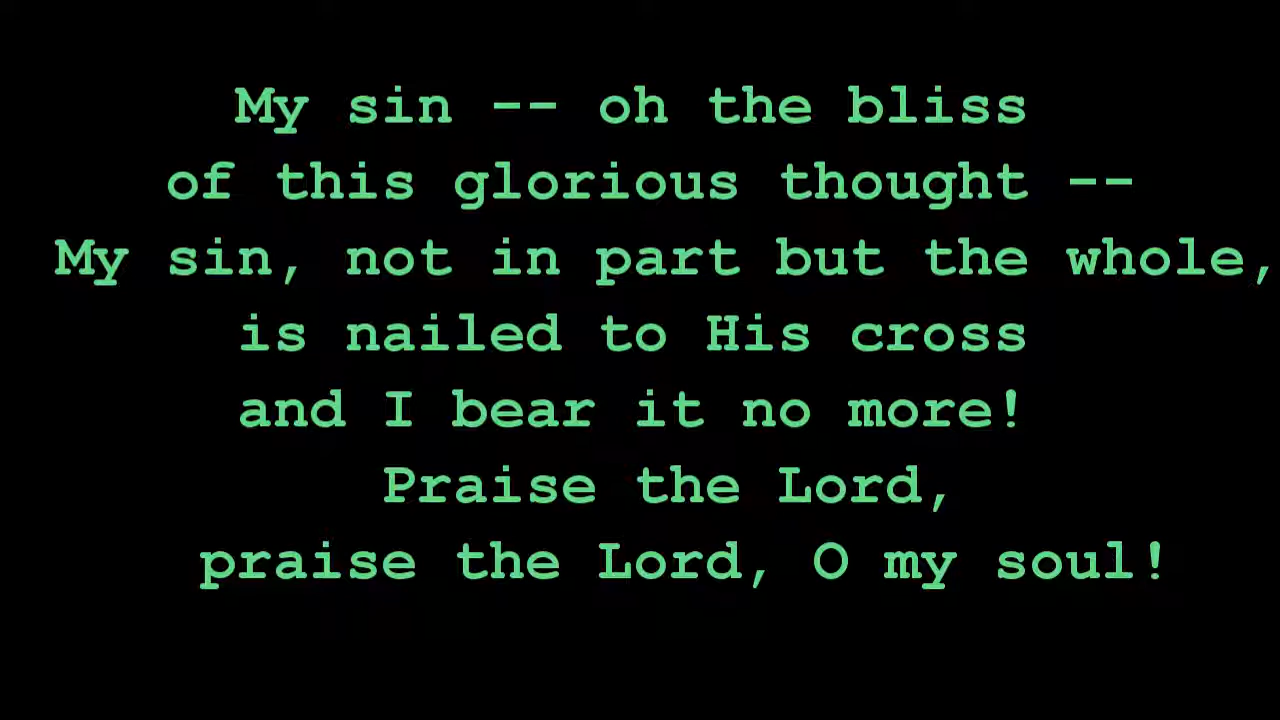 My sin -- oh the bliss
of this glorious thought --
My sin, not in part but the whole,
is nailed to His cross
and I bear it no more!
Praise the Lord,
praise the Lord, O my soul!